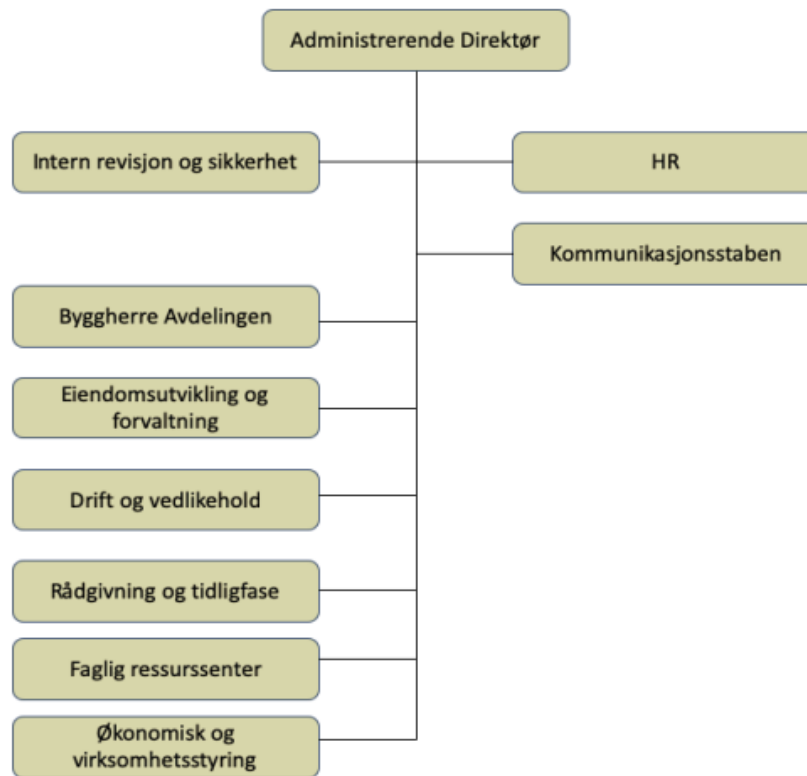 Administrerende Direktør
Intern revisjon og sikkerhet
HR
Kommunikasjonsstaben
Byggherre Avdelingen
Eiendomsutvikling og
forvaltning
Drift og vedlikehold
Rådgivning og tidligfase
Faglig ressurssenter
Økonomisk og
virksomhetsstyring